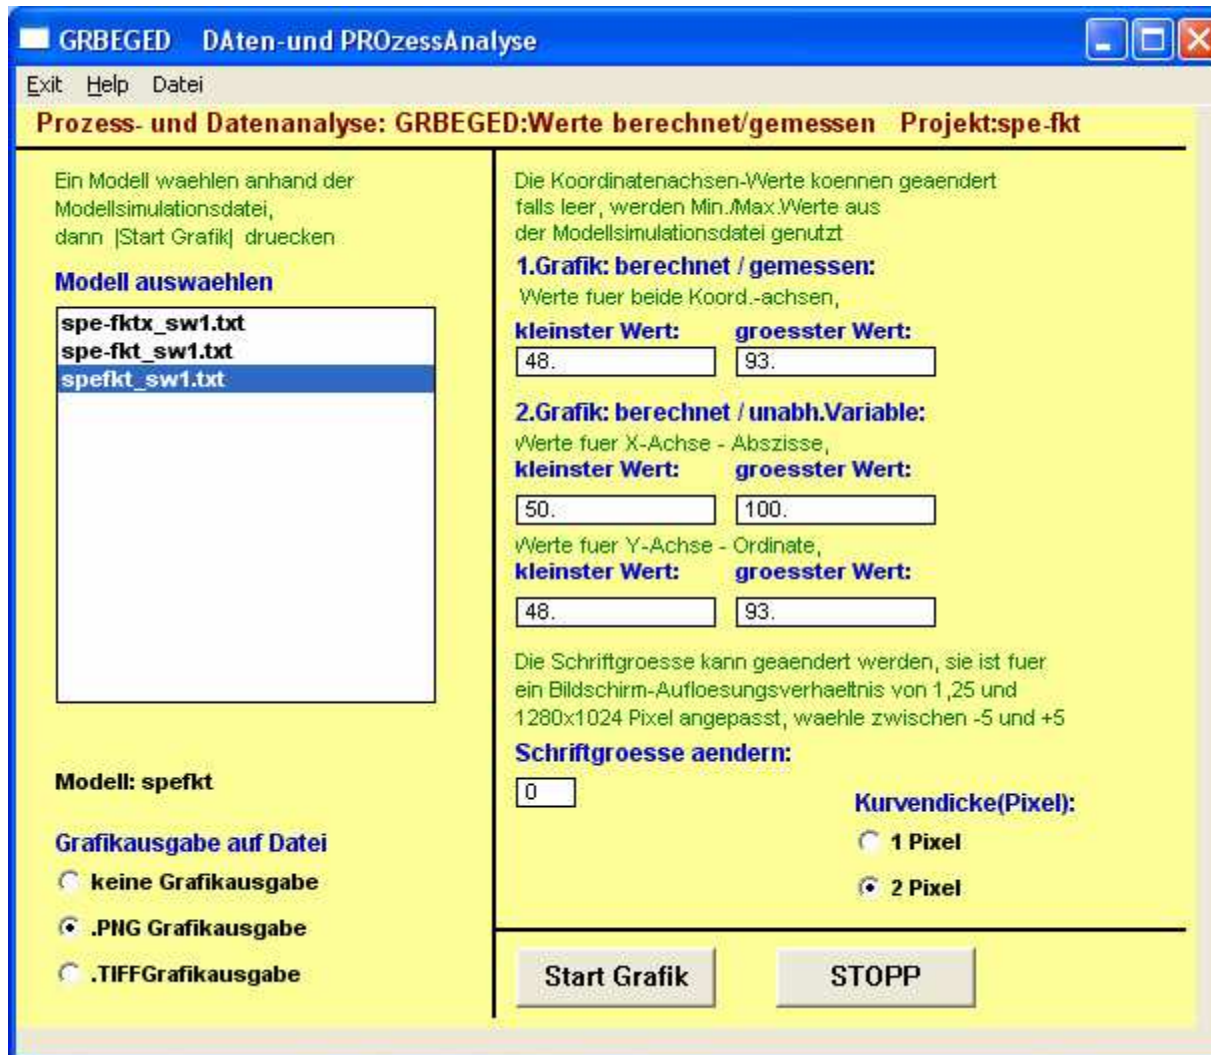 GRBEGED DAten-und PROzessAnalyse
Exit Help Datei
Prozess- und Datenanalyse: GRBEGED:Werte berechnet/gemessen Projekt:spe-fkt
Ein Modell waehlen anhand der
Modellsimulationsdatei,
dann |Start Grafik| druecken
Modell auswaehlen
spe-fktx_sw1.txt
spe-fkt_sw1.txt
spefkt_sw1.txt
Modell: spefkt
Grafikausgabe auf Datei
keine Grafikausgabe
.PNG Grafikausgabe
.TIFFGrafikausgabe
Die Koordinatenachsen-Werte koennen geaendert
falls leer, werden Min./Max.Werte aus
der Modellsimulationsdatei genutzt
1.Grafik: berechnet / gemessen:
Werte fuer beide Koord.-achsen,
kleinster Wert: groesster Wert:
48. 93.
2.Grafik: berechnet / unabh.Variable:
Werte fuer X-Achse - Abszisse,
kleinster Wert: groesster Wert:
50. 100.
Werte fuer Y-Achse - Ordinate,
kleinster Wert: groesster Wert:
48. 93.
Die Schriftgroesse kann geaendert werden, sie ist fuer
ein Bildschirm-Aufloesungsverhaeltnis von 1,25 und
1280x1024 Pixel angepasst, waehle zwischen -5 und +5
Schriftgroesse aendern:
0
Kurvendicke(Pixel):
1 Pixel
2 Pixel
Start Grafik STOPP